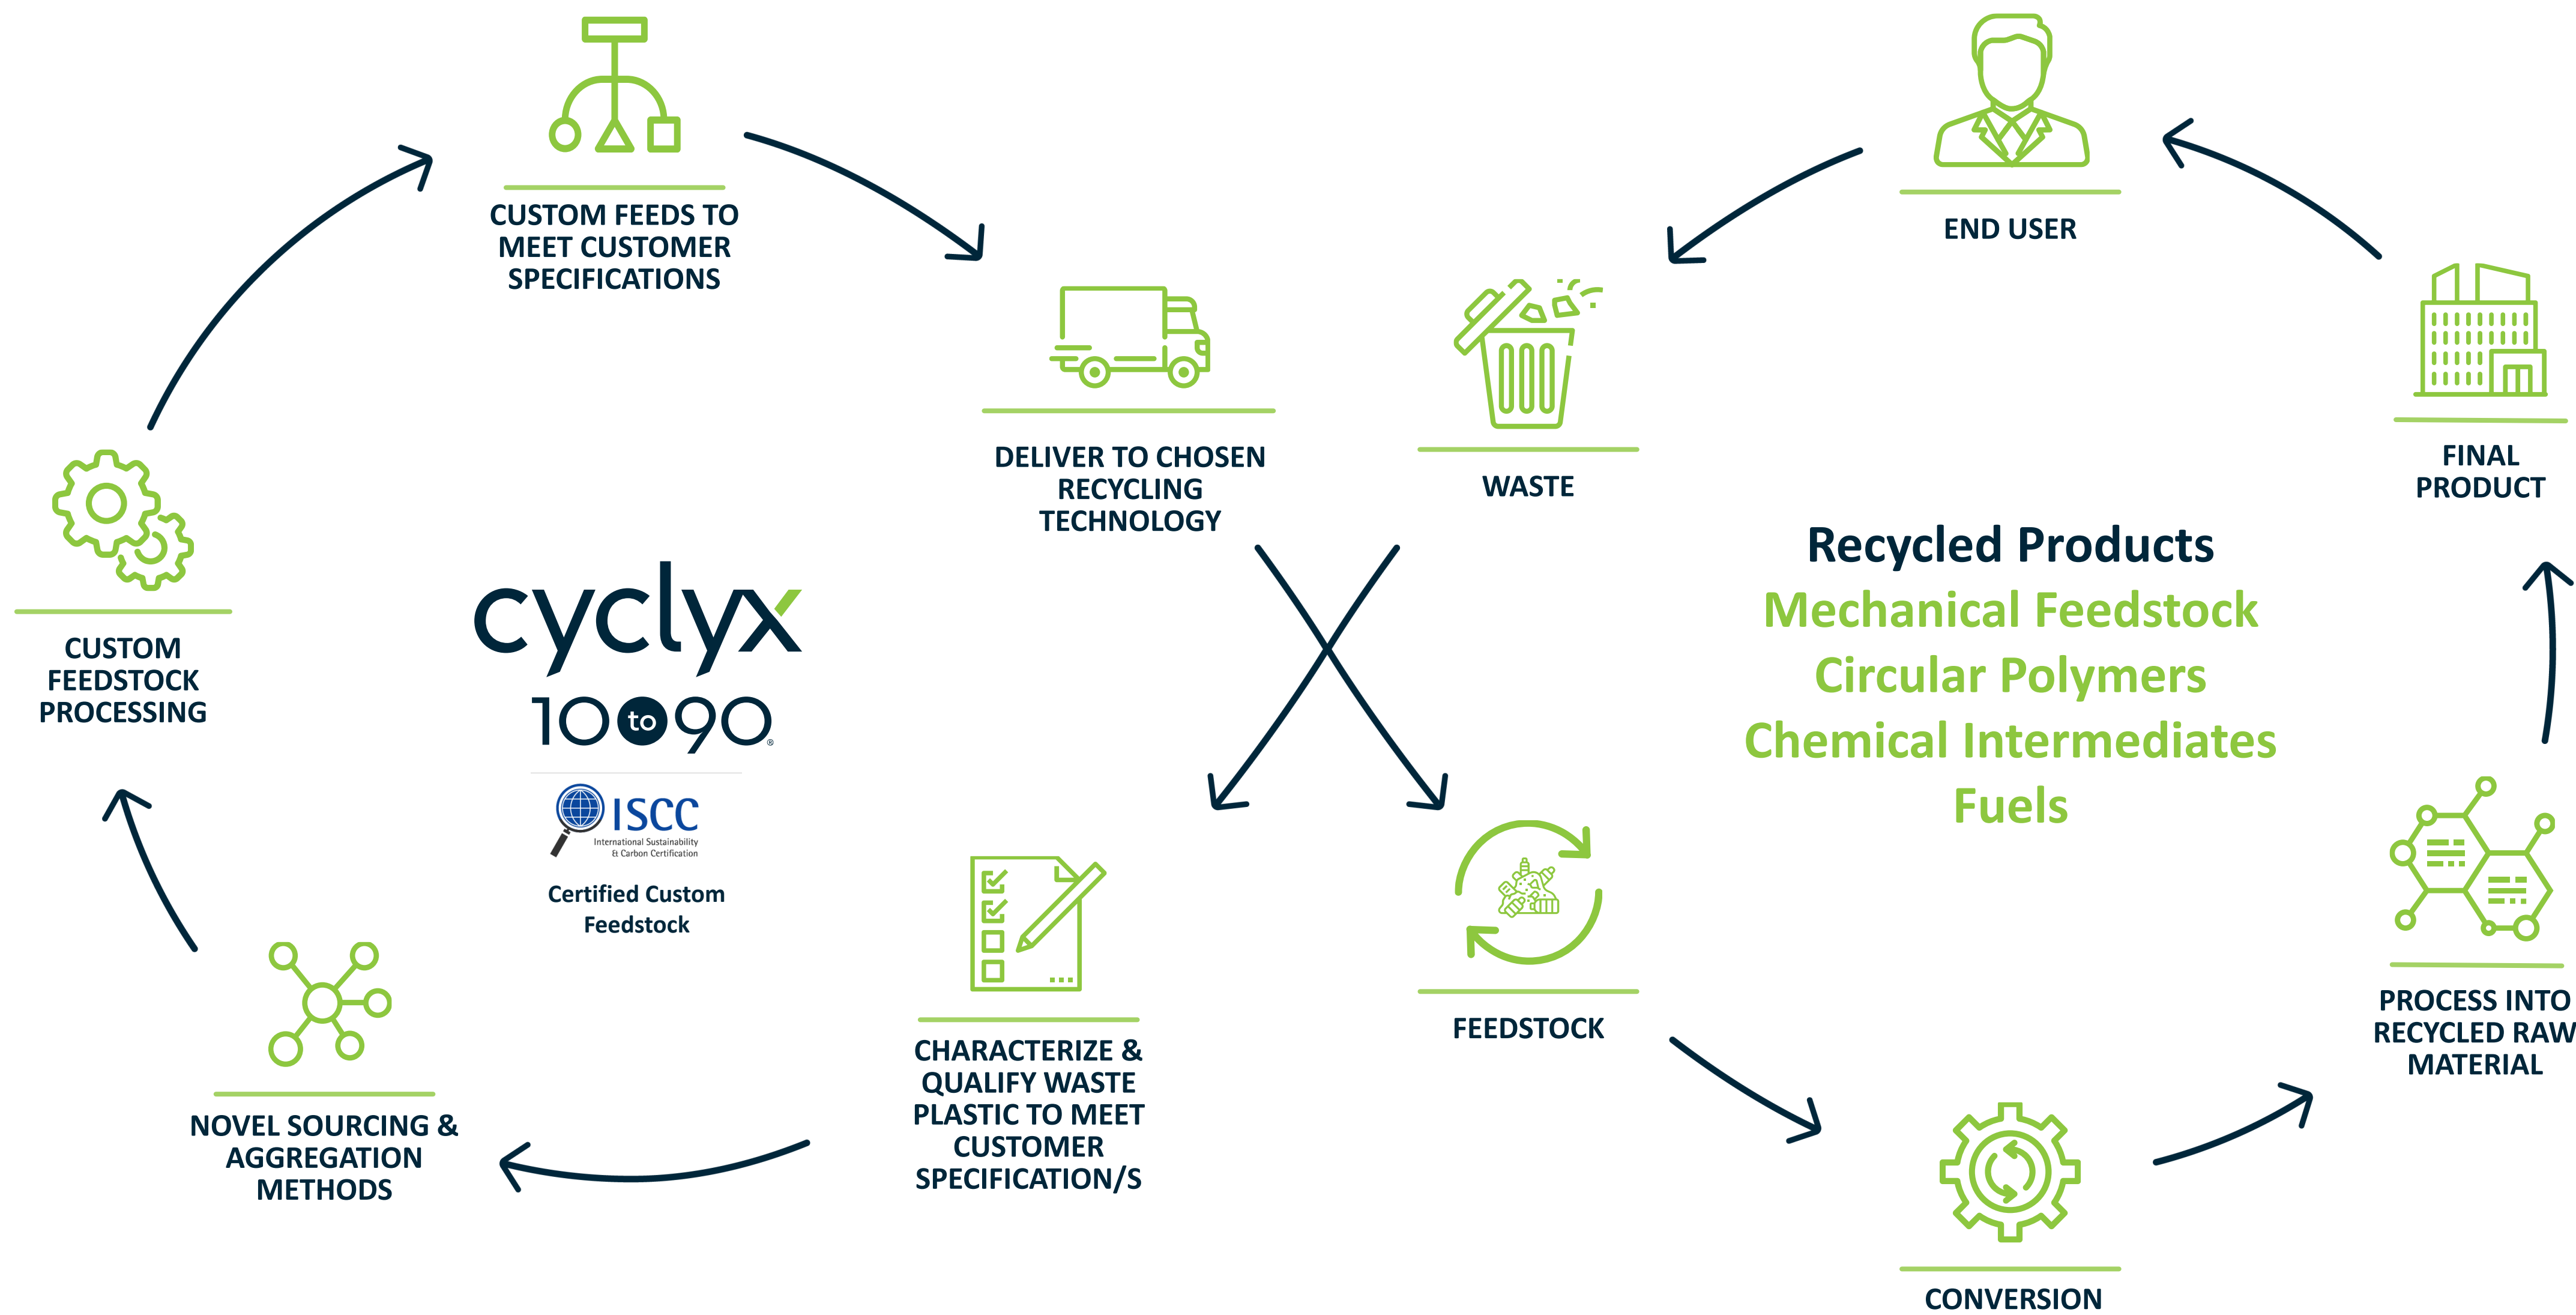 CUSTOM FEEDS TO
MEET CUSTOMER
SPECIFICATIONS
DELIVER TO CHOSEN
RECYCLING
TECHNOLOGY
CUSTOM
FEEDSTOCK
PROCESSING
cyclyx
10 to 90®
ISCC
International Sustainability
& Carbon Certification
Certified Custom
Feedstock
NOVEL SOURCING &
AGGREGATION
METHODS
CHARACTERIZE &
QUALIFY WASTE
PLASTIC TO MEET
CUSTOMER
SPECIFICATION/S
END USER
WASTE
FINAL
PRODUCT
Recycled Products
Mechanical Feedstock
Circular Polymers
Chemical Intermediates
Fuels
FEEDSTOCK
PROCESS INTO
RECYCLED RAW
MATERIAL
CONVERSION